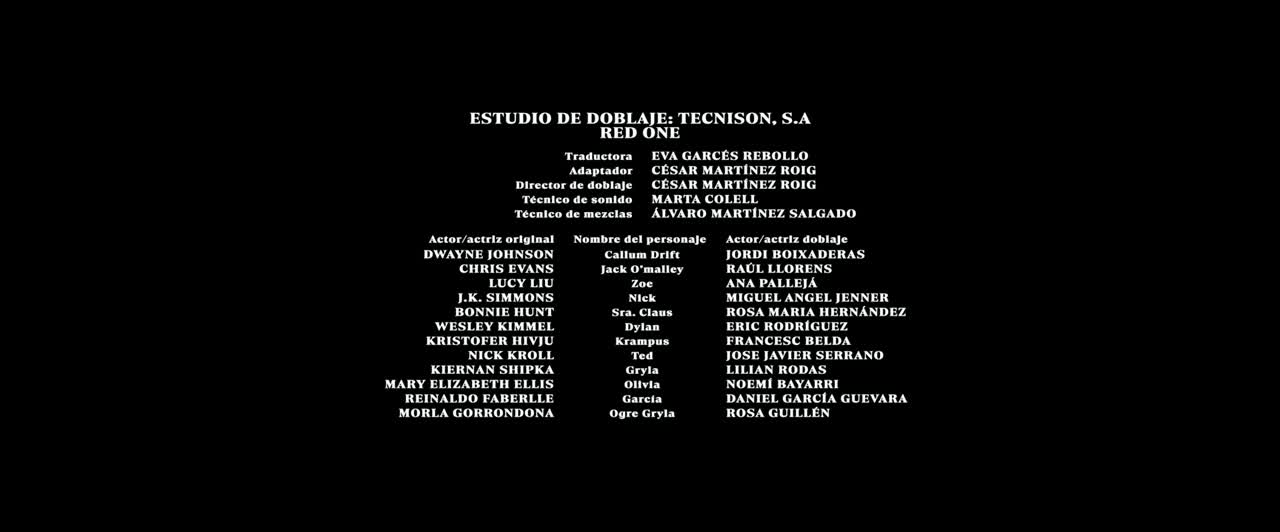 ESTUDIO DE DOBLAJE: TECNISON, S.A
RED ONE
Traductora EVA GARCÉS REBOLLO
Adaptador CÉSAR MARTÍNEZ ROIG
Director de doblaje CÉSAR MARTÍNEZ ROIG
Técnico de sonido MARTA COLELL
Técnico de mezclas ÁLVARO MARTÍNEZ SALGADO
Actor/actriz original Nombre del personaje Actor/actriz doblaje
DWAYNE JOHNSON Callum Drift JORDI BOIXADERAS
CHRIS EVANS Jack O'malley RAÚL LLORENS
LUCY LIU Zoe ANA PALLEJÁ
J.K. SIMMONS Nick MIGUEL ANGEL JENNER
BONNIE HUNT Sra. Claus ROSA MARIA HERNÁNDEZ
WESLEY KIMMEL Dylan ERIC RODRÍGUEZ
KRISTOFER HIVJU Krampus FRANCESC BELDA
NICK KROLL Ted JOSE JAVIER SERRANO
KIERNAN SHIPKA Gryla LILIAN RODAS
MARY ELIZABETH ELLIS Olivia NOEMÍ BAYARRI
REINALDO FABERLLE García DANIEL GARCÍA GUEVARA
MORLA GORRONDONA Ogre Gryla ROSA GUILLÉN